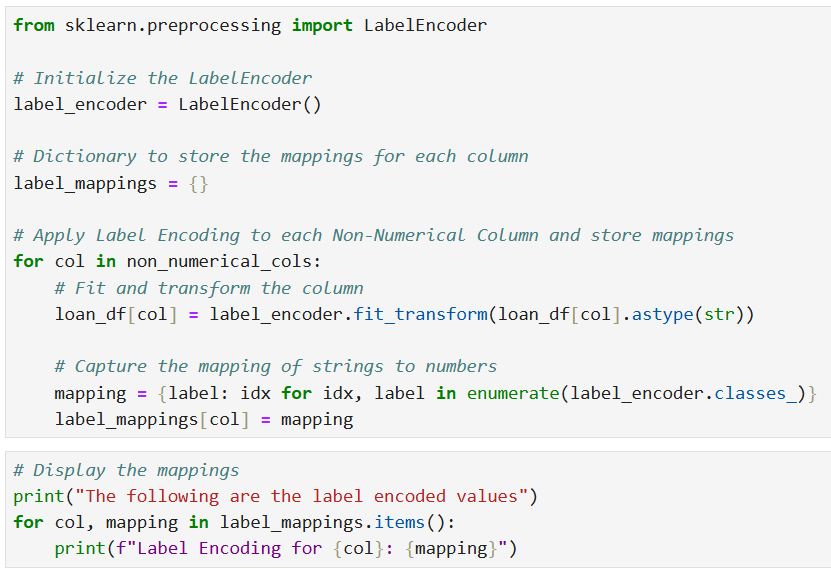 from sklearn.preprocessing import LabelEncoder
# Initialize the LabelEncoder
label_encoder = LabelEncoder()
# Dictionary to store the mappings for each column
label_mappings = {}
# Apply Label Encoding to each Non-Numerical Column and store mappings
for col in non_numerical_cols:
    # Fit and transform the column
    loan_df[col] = label_encoder.fit_transform(loan_df[col].astype(str))
    # Capture the mapping of strings to numbers
    mapping = {label: idx for idx, label in enumerate(label_encoder.classes_)}
    label_mappings[col] = mapping
# Display the mappings
print("The following are the label encoded values")
for col, mapping in label_mappings.items():
    print(f"Label Encoding for {col}: {mapping}")